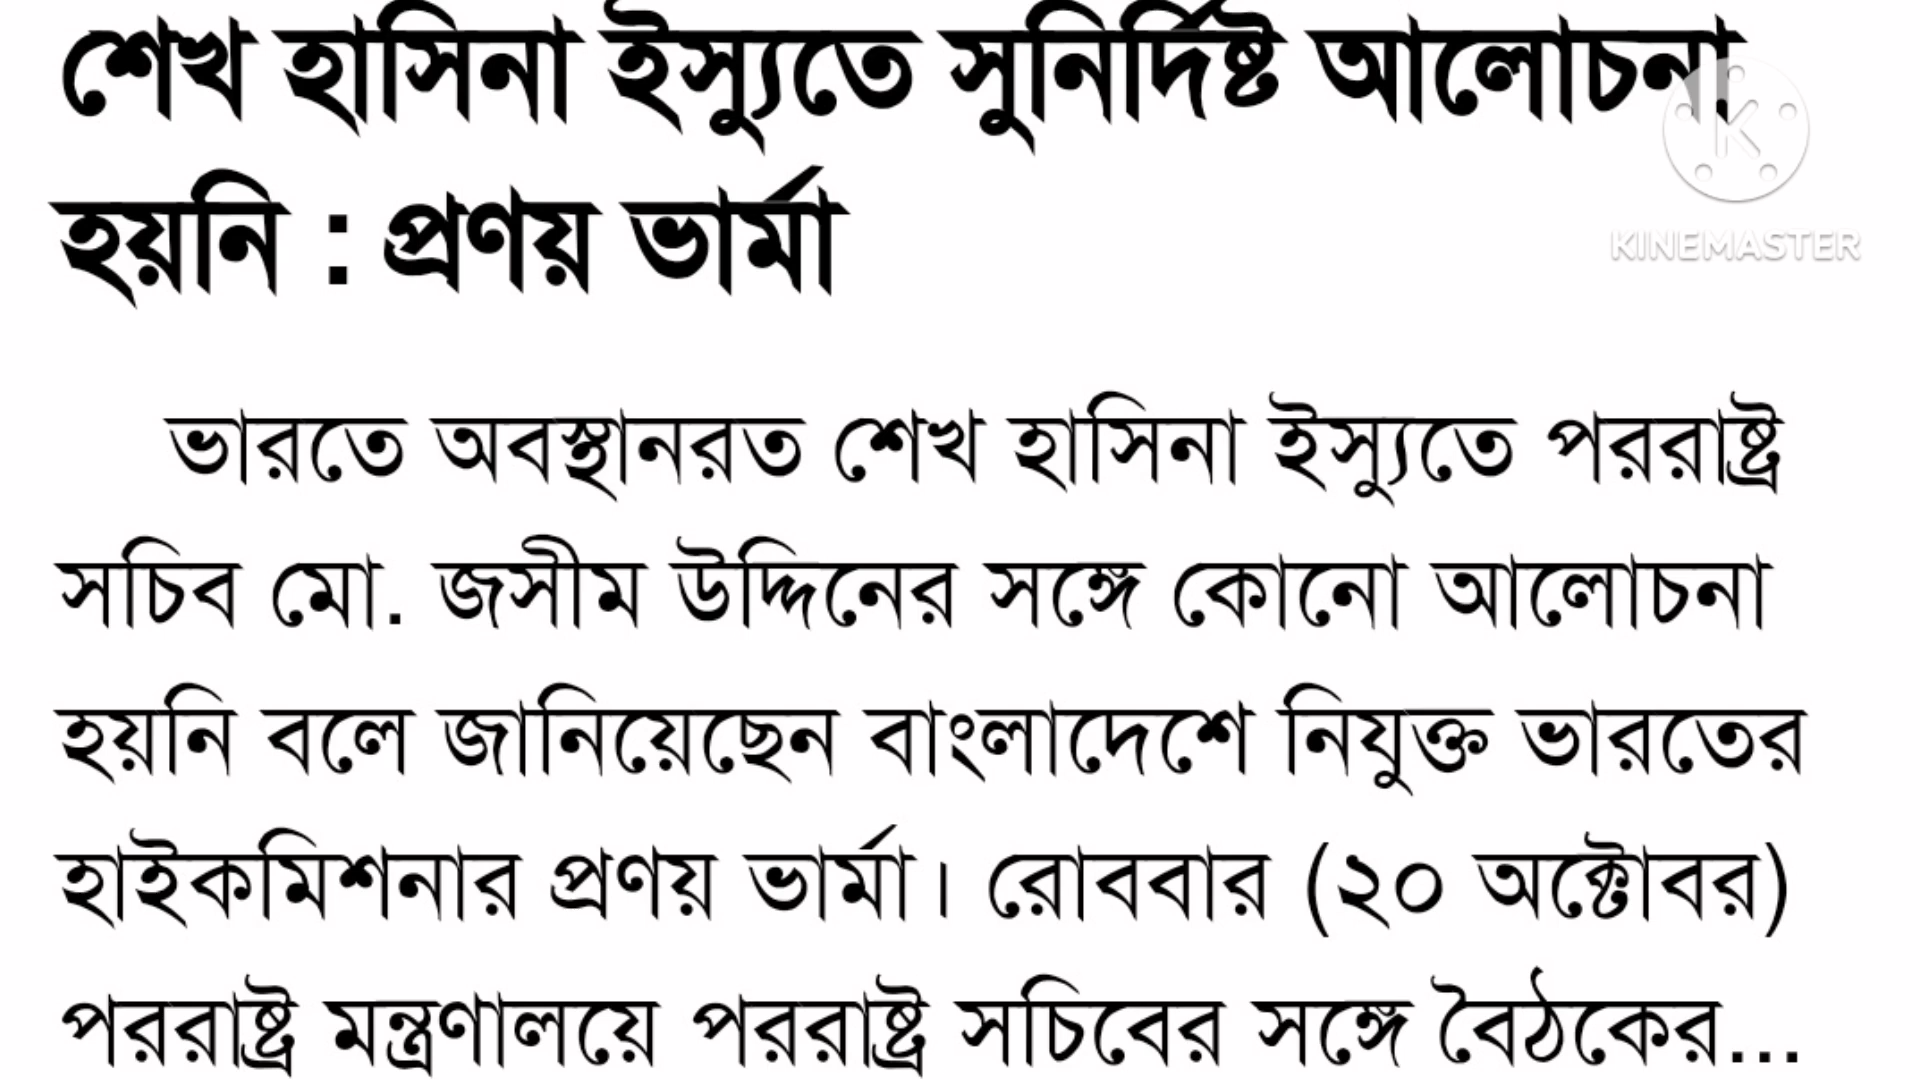 শেখ হাসিনা ইস্যুতে সুনির্দিষ্ট আলোচনা
হয়নি : প্রণয় ভার্মা
K
KINEMASTER
ভারতে অবস্থানরত শেখ হাসিনা ইস্যুতে পররাষ্ট্র
সচিব মো. জসীম উদ্দিনের সঙ্গে কোনো আলোচনা
হয়নি বলে জানিয়েছেন বাংলাদেশে নিযুক্ত ভারতের
হাইকমিশনার প্রণয় ভার্মা। রোববার (২০ অক্টোবর)
পররাষ্ট্র মন্ত্রণালয়ে পররাষ্ট্র সচিবের সঙ্গে বৈঠকের...